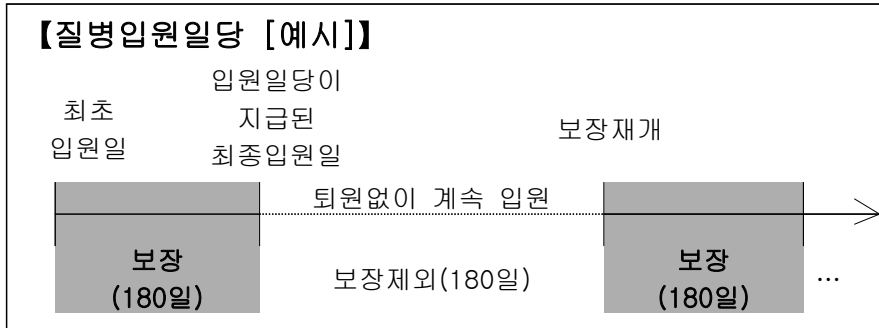 【질병입원일당 [예시]】
최초
입원일
입원일당이
지급된
최종입원일
보장재개
퇴원없이 계속 입원
보장
(180일)
보장제외(180일)
보장
(180일)
...